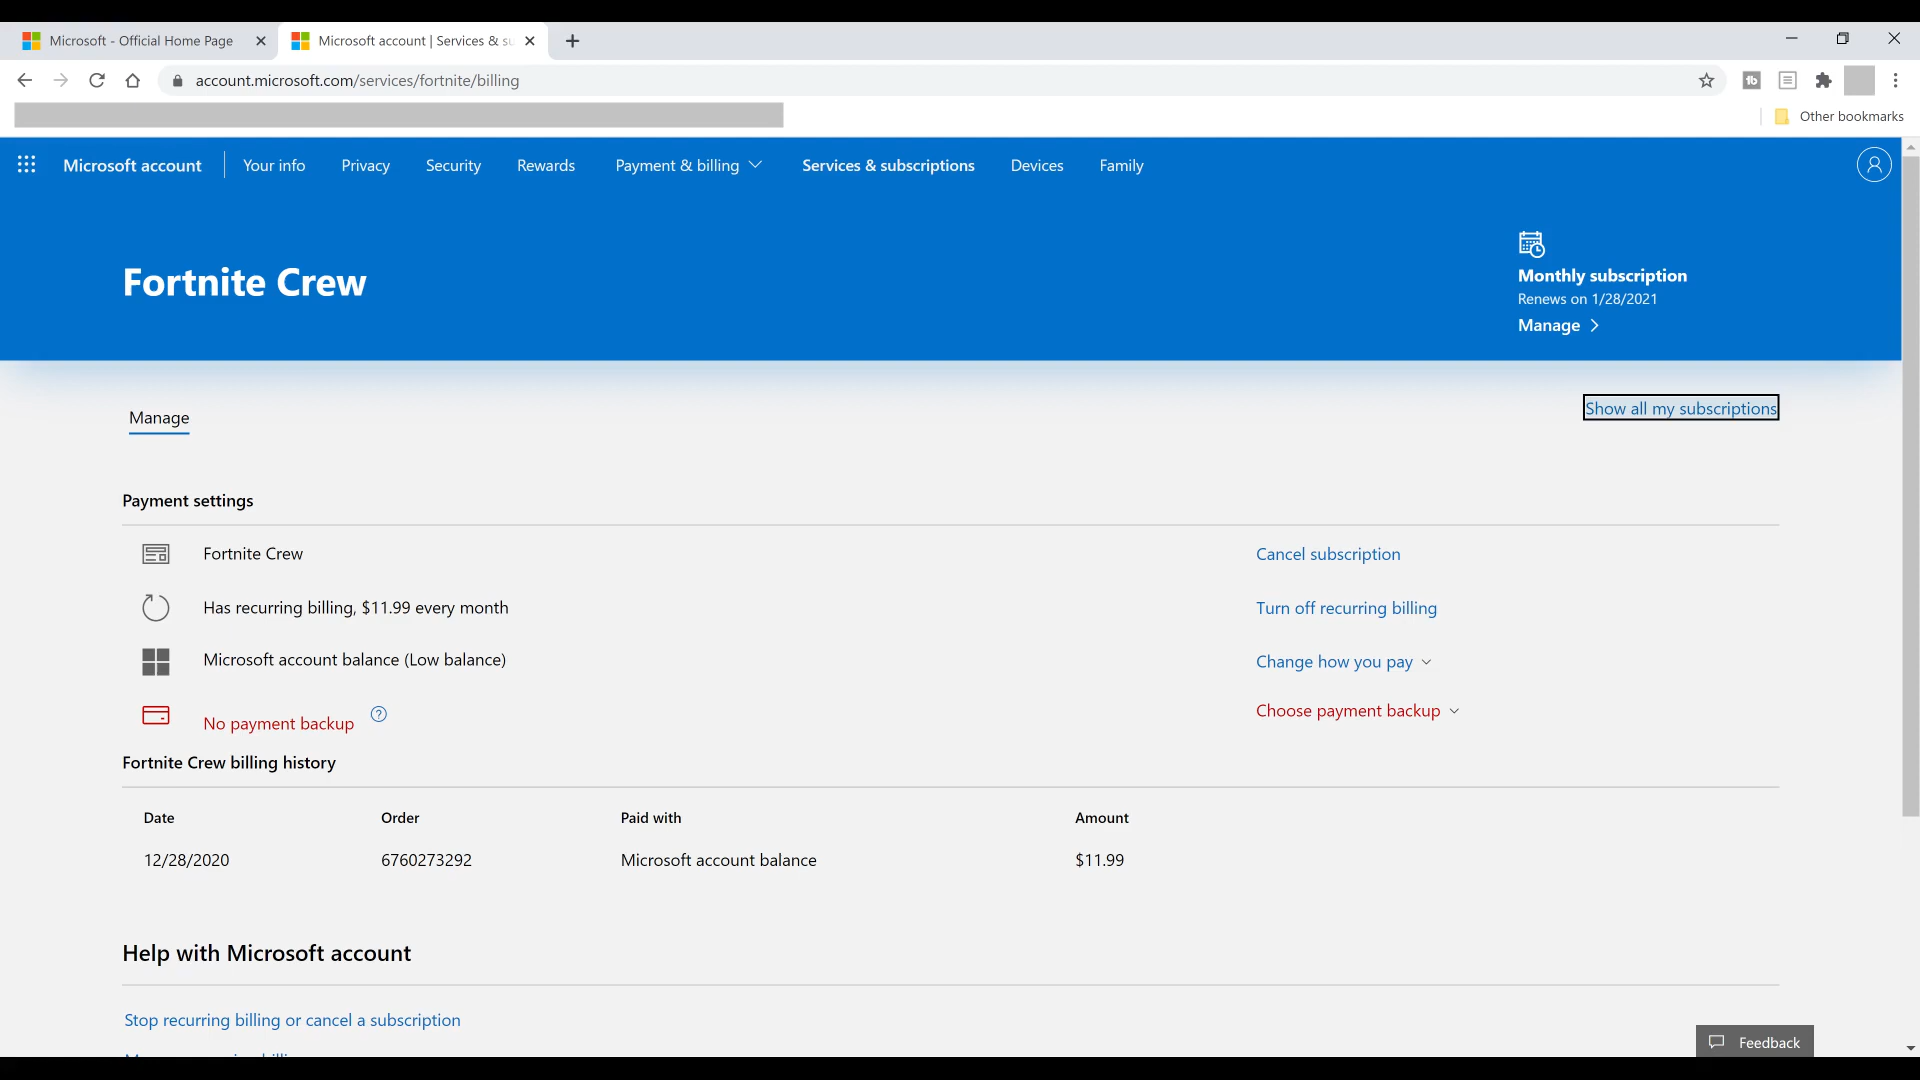 Microsoft - Official Home Page
Microsoft account | Services & su
account.microsoft.com/services/fortnite/billing
Other bookmarks
Microsoft account
Your info
Privacy
Security
Rewards
Payment & billing
Services & subscriptions
Devices
Family
Fortnite Crew
Monthly subscription
Renews on 1/28/2021
Manage
Manage
Show all my subscriptions
Payment settings
Fortnite Crew
Cancel subscription
Has recurring billing, $11.99 every month
Turn off recurring billing
Microsoft account balance (Low balance)
Change how you pay
No payment backup
Choose payment backup
Fortnite Crew billing history
Date Order Paid with Amount
12/28/2020 6760273292 Microsoft account balance $11.99
Help with Microsoft account
Stop recurring billing or cancel a subscription
Feedback